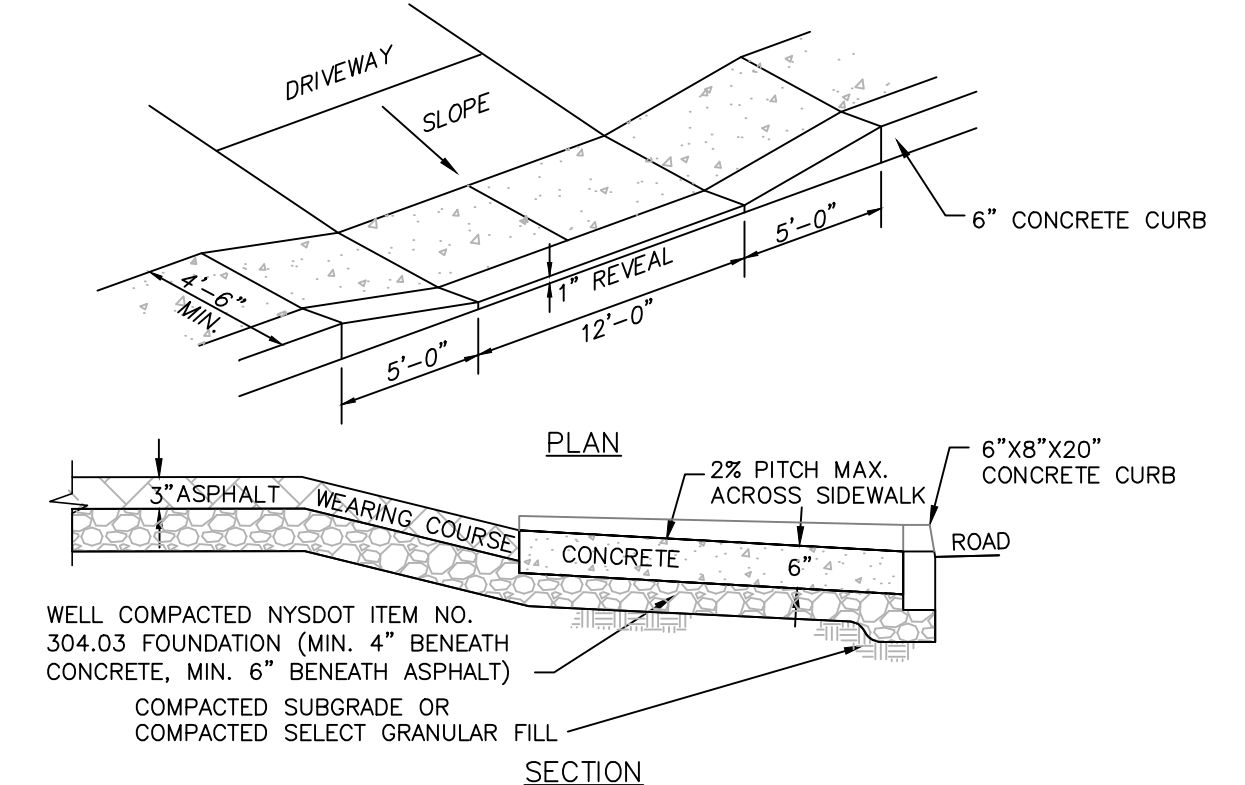 DRIVEWAY
SLOPE
6” CONCRETE CURB
5'–0”
4'–6”
MIN.
1” REVEAL
12'–0”
5'–0”
PLAN
6”X8”X20”
CONCRETE CURB
2% PITCH MAX.
ACROSS SIDEWALK
3” ASPHALT
WEARING COURSE
CONCRETE
6”
ROAD
WELL COMPACTED NYSDOT ITEM NO.
304.03 FOUNDATION (MIN. 4” BENEATH
CONCRETE, MIN. 6” BENEATH ASPHALT)
COMPACTED SUBGRADE OR
COMPACTED SELECT GRANULAR FILL
SECTION